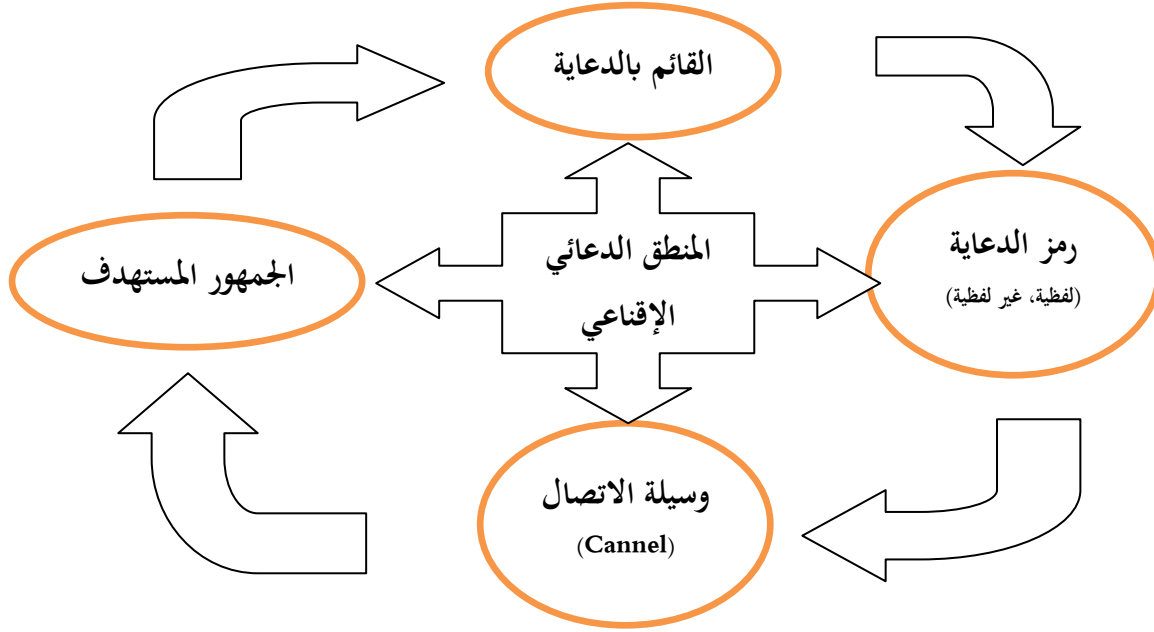 القائم بالدعاية
رمز الدعاية
(لفظية، غير لفظية)
المنطق الدعائي
الإقناعي
الجمهور المستهدف
وسيلة الاتصال
(Cannel)